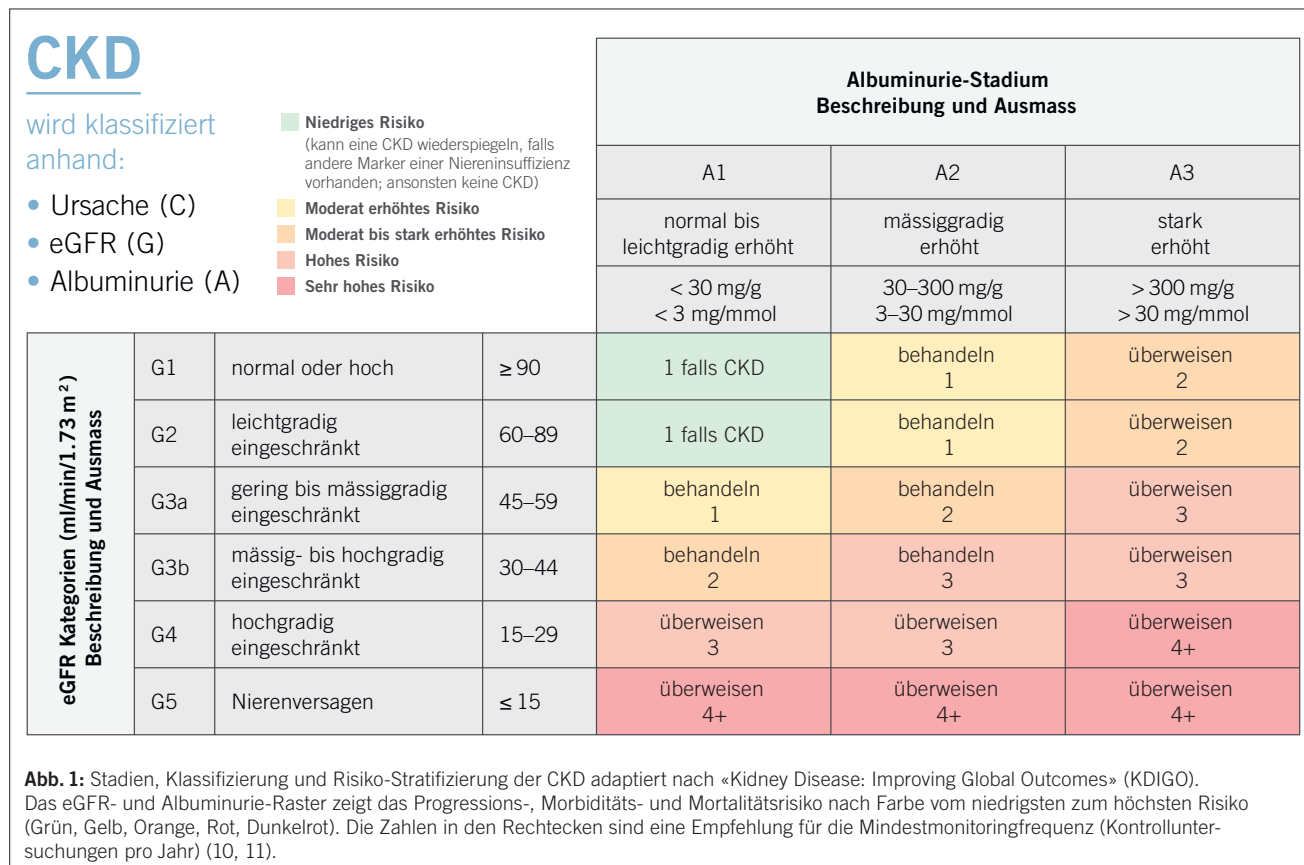 CKD
wird klassifiziert
anhand:
• Ursache (C)
• eGFR (G)
• Albuminurie (A)
Niedriges Risiko
(kann eine CKD wiederspiegeln, falls
andere Marker einer Niereninsuffizienz
vorhanden; ansonsten keine CKD)
Moderat erhöhtes Risiko
Moderat bis stark erhöhtes Risiko
Hohes Risiko
Sehr hohes Risiko
Albuminurie-Stadium
Beschreibung und Ausmass
A1 A2 A3
normal bis
leichtgradig erhöht
mässiggradig
erhöht
stark
erhöht
< 30 mg/g
< 3 mg/mmol
30–300 mg/g
3–30 mg/mmol
> 300 mg/g
> 30 mg/mmol
eGFR Kategorien (ml/min/1.73 m²)
Beschreibung und Ausmass
G1
normal oder hoch
≥ 90
1 falls CKD
behandeln
1
überweisen
2
G2
leichtgradig
eingeschränkt
60–89
1 falls CKD
behandeln
1
überweisen
2
G3a
gering bis mässiggradig
eingeschränkt
45–59
behandeln
1
behandeln
2
überweisen
3
G3b
mässig- bis hochgradig
eingeschränkt
30–44
behandeln
2
behandeln
3
überweisen
3
G4
hochgradig
eingeschränkt
15–29
überweisen
3
überweisen
3
überweisen
4+
G5
Nierenversagen
≤ 15
überweisen
4+
überweisen
4+
überweisen
4+
Abb. 1: Stadien, Klassifizierung und Risiko-Stratifizierung der CKD adaptiert nach «Kidney Disease: Improving Global Outcomes» (KDIGO).
Das eGFR- und Albuminurie-Raster zeigt das Progressions-, Morbiditäts- und Mortalitätsrisiko nach Farbe vom niedrigsten zum höchsten Risiko
(Grün, Gelb, Orange, Rot, Dunkelrot). Die Zahlen in den Rechtecken sind eine Empfehlung für die Mindestmonitoringfrequenz (Kontrollunter-
suchungen pro Jahr) (10, 11).